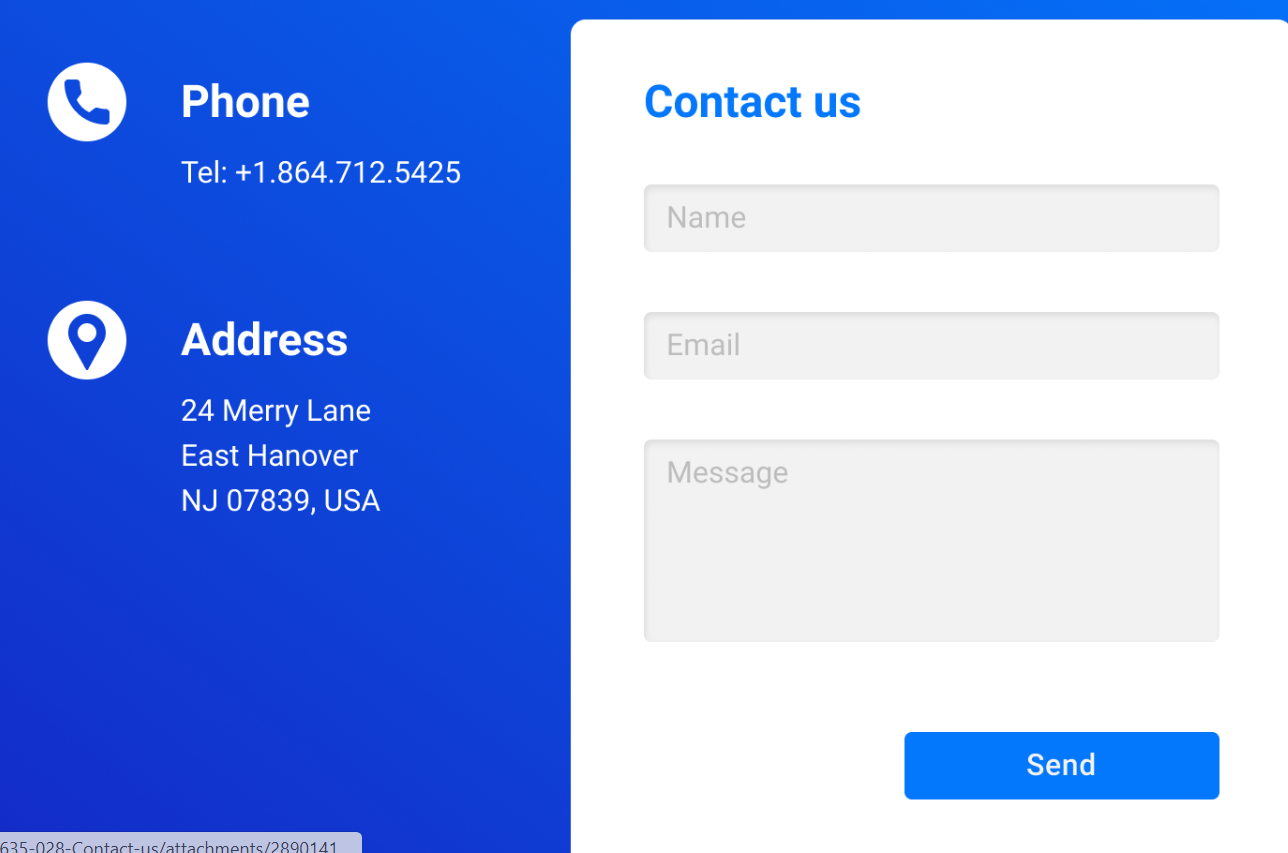 Phone
Tel: +1.864.712.5425
Address
24 Merry Lane
East Hanover
NJ 07839, USA
Contact us
Name
Email
Message
Send
635-028-Contact-us/attachments/2890141